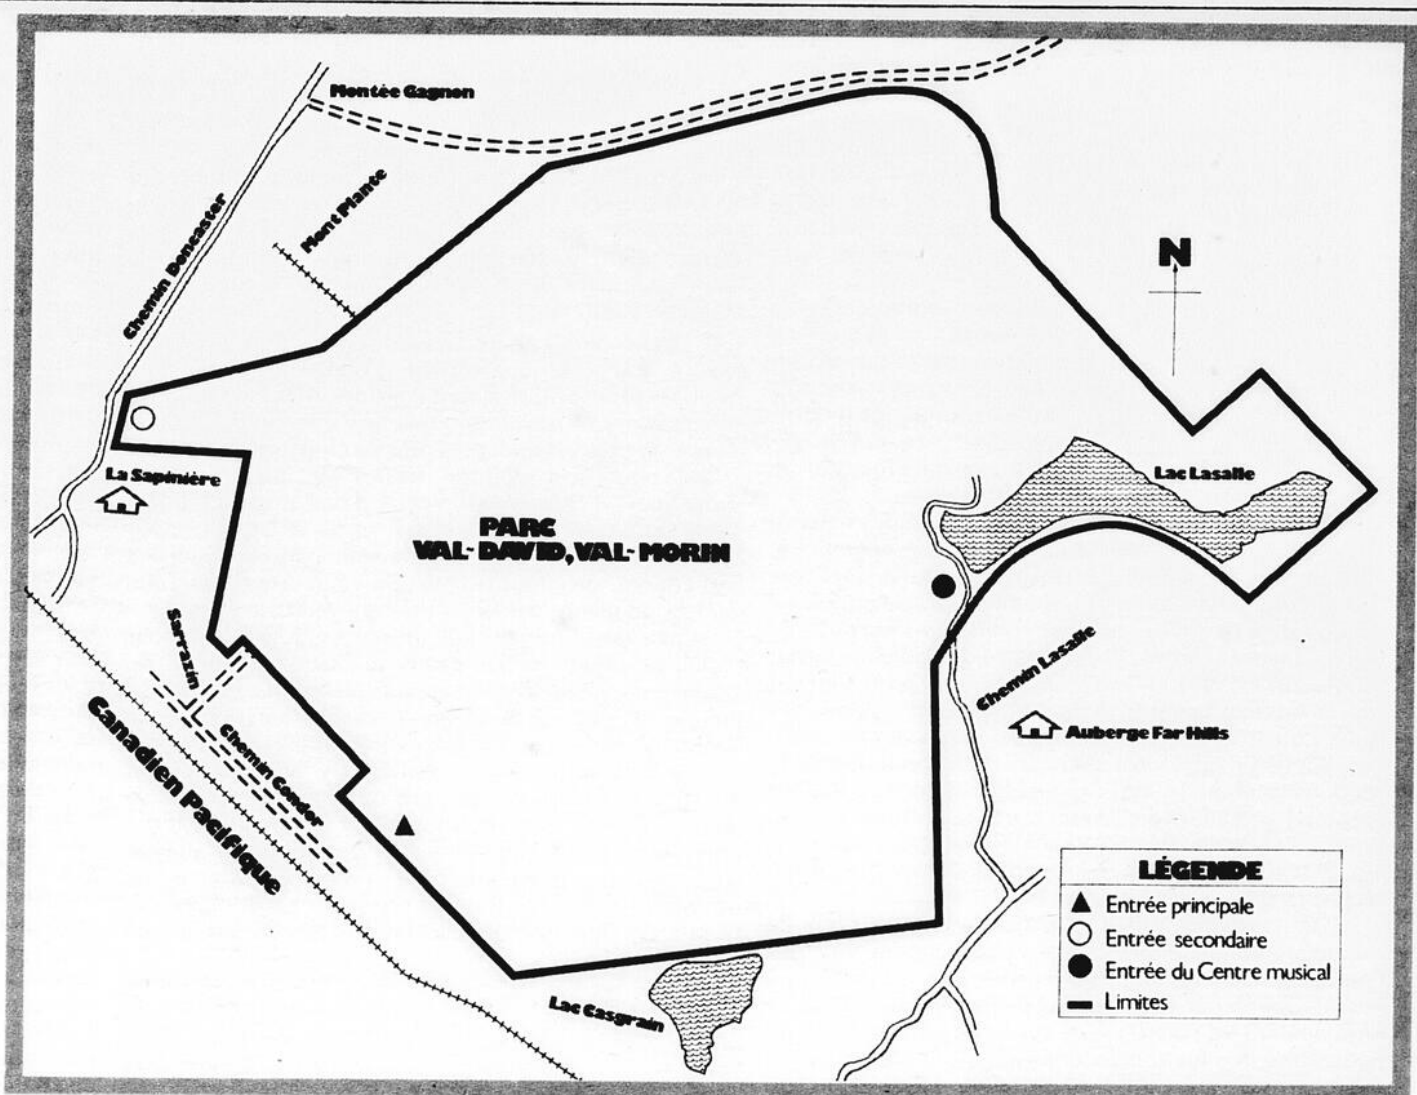 Montée Gagnon
Mont Plante
Chemin Doncaster
N
La Sapinière
Lac Lasalle
PARC
VAL-DAVID, VAL-MORIN
Sarrazin
Chemin Condor
Canadien Pacifique
Chemin Lasalle
Auberge Far Hills
Lac Casgrain
LÉGENDE
Entrée principale
Entrée secondaire
Entrée du Centre musical
Limites